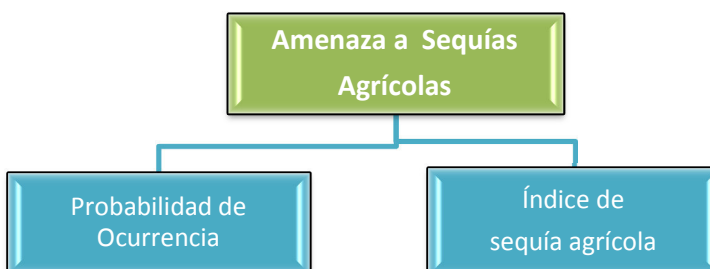 Amenaza a Sequías
Agrícolas
Probabilidad de
Ocurrencia
Índice de
sequía agrícola